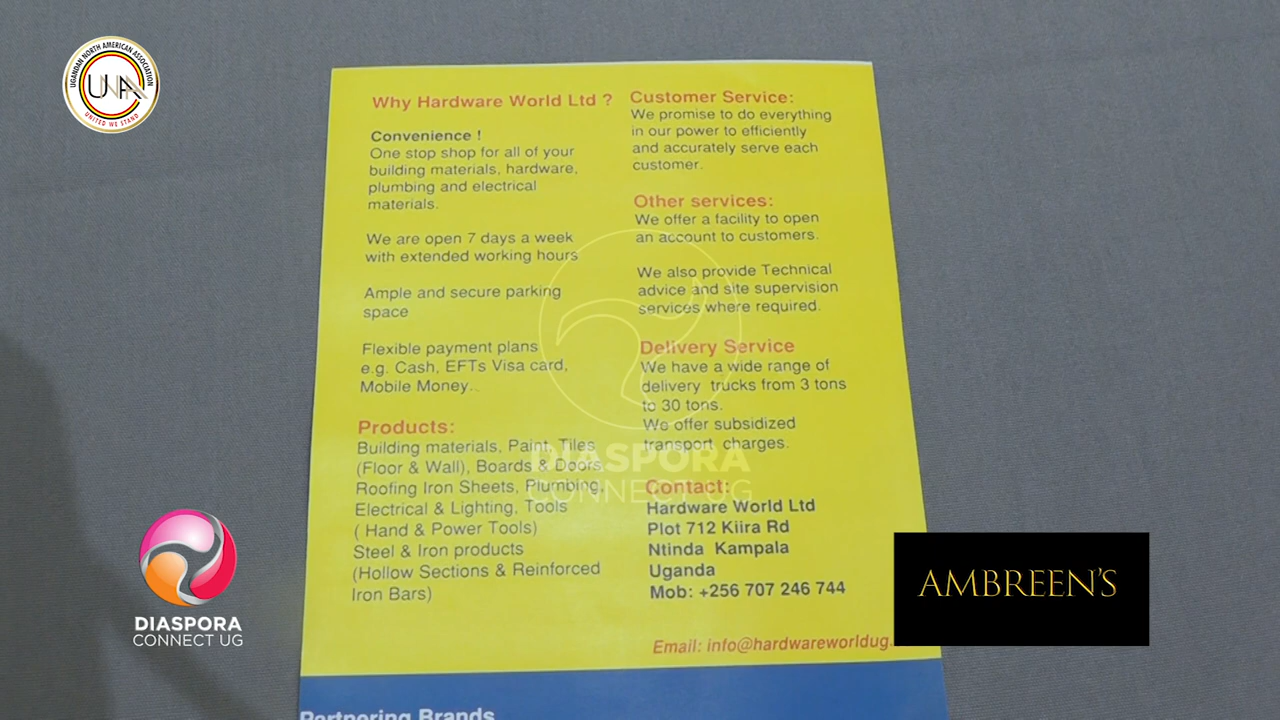 UGANDAN NORTH AMERICAN ASSOCIATION
UNAA
UNITED WE STAND
Why Hardware World Ltd ?
Convenience !
One stop shop for all of your
building materials, hardware,
plumbing and electrical
materials.
We are open 7 days a week
with extended working hours
Ample and secure parking
space
Flexible payment plans
e.g. Cash, EFTs Visa card,
Mobile Money..
Products:
Building materials, Paint, Tiles
(Floor & Wall), Boards & Doors
Roofing Iron Sheets, Plumbing,
Electrical & Lighting, Tools
( Hand & Power Tools)
Steel & Iron products
(Hollow Sections & Reinforced
Iron Bars)
Customer Service:
We promise to do everything
in our power to efficiently
and accurately serve each
customer.
Other services:
We offer a facility to open
an account to customers.
We also provide Technical
advice and site supervision
services where required.
Delivery Service
We have a wide range of
delivery trucks from 3 tons
to 30 tons.
We offer subsidized
transport charges.
Contact:
Hardware World Ltd
Plot 712 Kiira Rd
Ntinda Kampala
Uganda
Mob: +256 707 246 744
Email: info@hardwareworldug.
Partnering Brands
DIASPORA
CONNECT UG
DIASPORA
CONNECT UG
AMBREEN'S